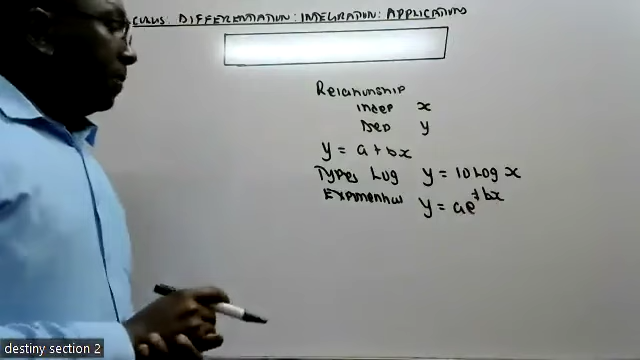 CULUS: DIFFERENTIATION: INTEGRATION: APPLICATIONS
Relationship
Indep x
Dep y
y = a + bx
Types Log y = 10 Log x
Exponential y = ae^±bx
destiny section 2